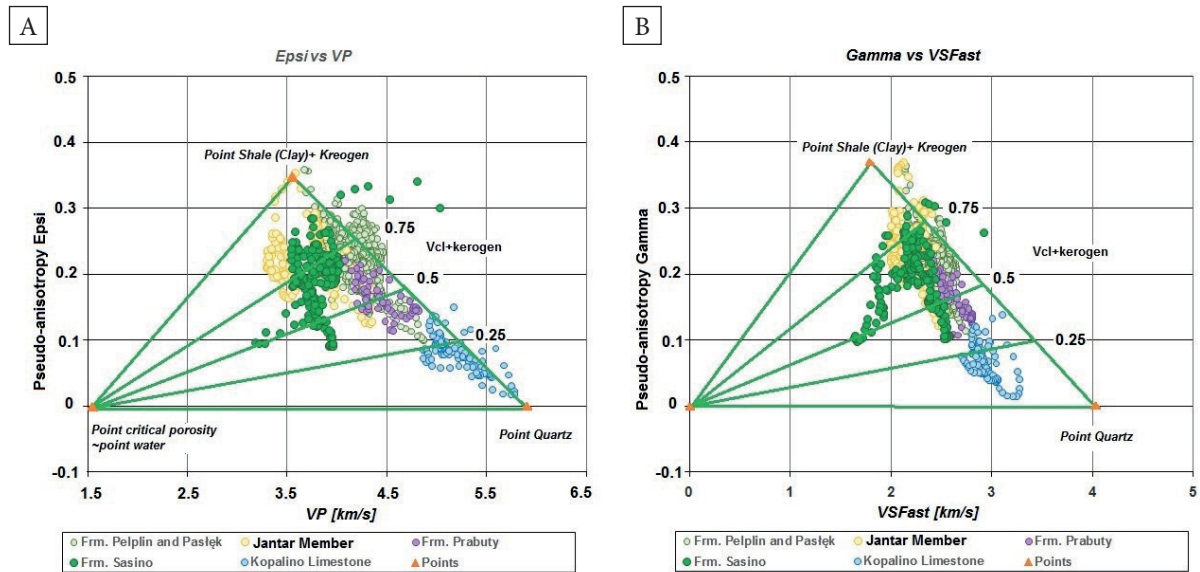 A
Epsi vs VP
Pseudo-anisotropy Epsi
0.5
0.4
0.3
0.2
0.1
0
-0.1
Point Shale (Clay)+ Kreogen
0.75
Vcl+kerogen
0.5
0.25
Point critical porosity
~point water
Point Quartz
1.5
2.5
3.5
4.5
5.5
6.5
VP [km/s]
Frm. Pelplin and Pasłęk
Jantar Member
Frm. Prabuty
Frm. Sasino
Kopalino Limestone
Points
B
Gamma vs VSFast
Pseudo-anisotropy Gamma
0.5
0.4
0.3
0.2
0.1
0
-0.1
Point Shale (Clay)+ Kreogen
0.75
Vcl+kerogen
0.5
0.25
Point Quartz
0
1
2
3
4
5
VSFast [km/s]
Frm. Pelplin and Pasłęk
Jantar Member
Frm. Prabuty
Frm. Sasino
Kopalino Limestone
Points